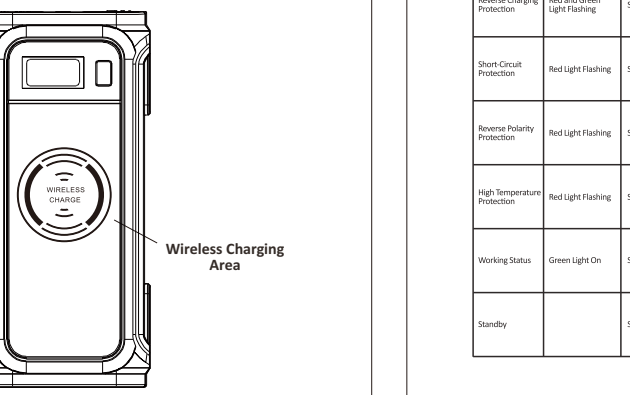 WIRELESS
CHARGE
Wireless Charging
Area
Reverse Charging
Protection
Red and Green
Light Flashing
Short-Circuit
Protection
Red Light Flashing
Reverse Polarity
Protection
Red Light Flashing
High Temperature
Protection
Red Light Flashing
Working Status
Green Light On
Standby